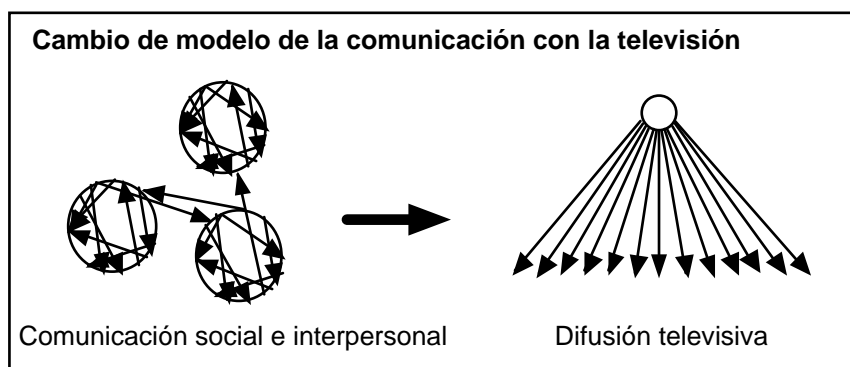 Cambio de modelo de la comunicación con la televisión
Comunicación social e interpersonal
Difusión televisiva